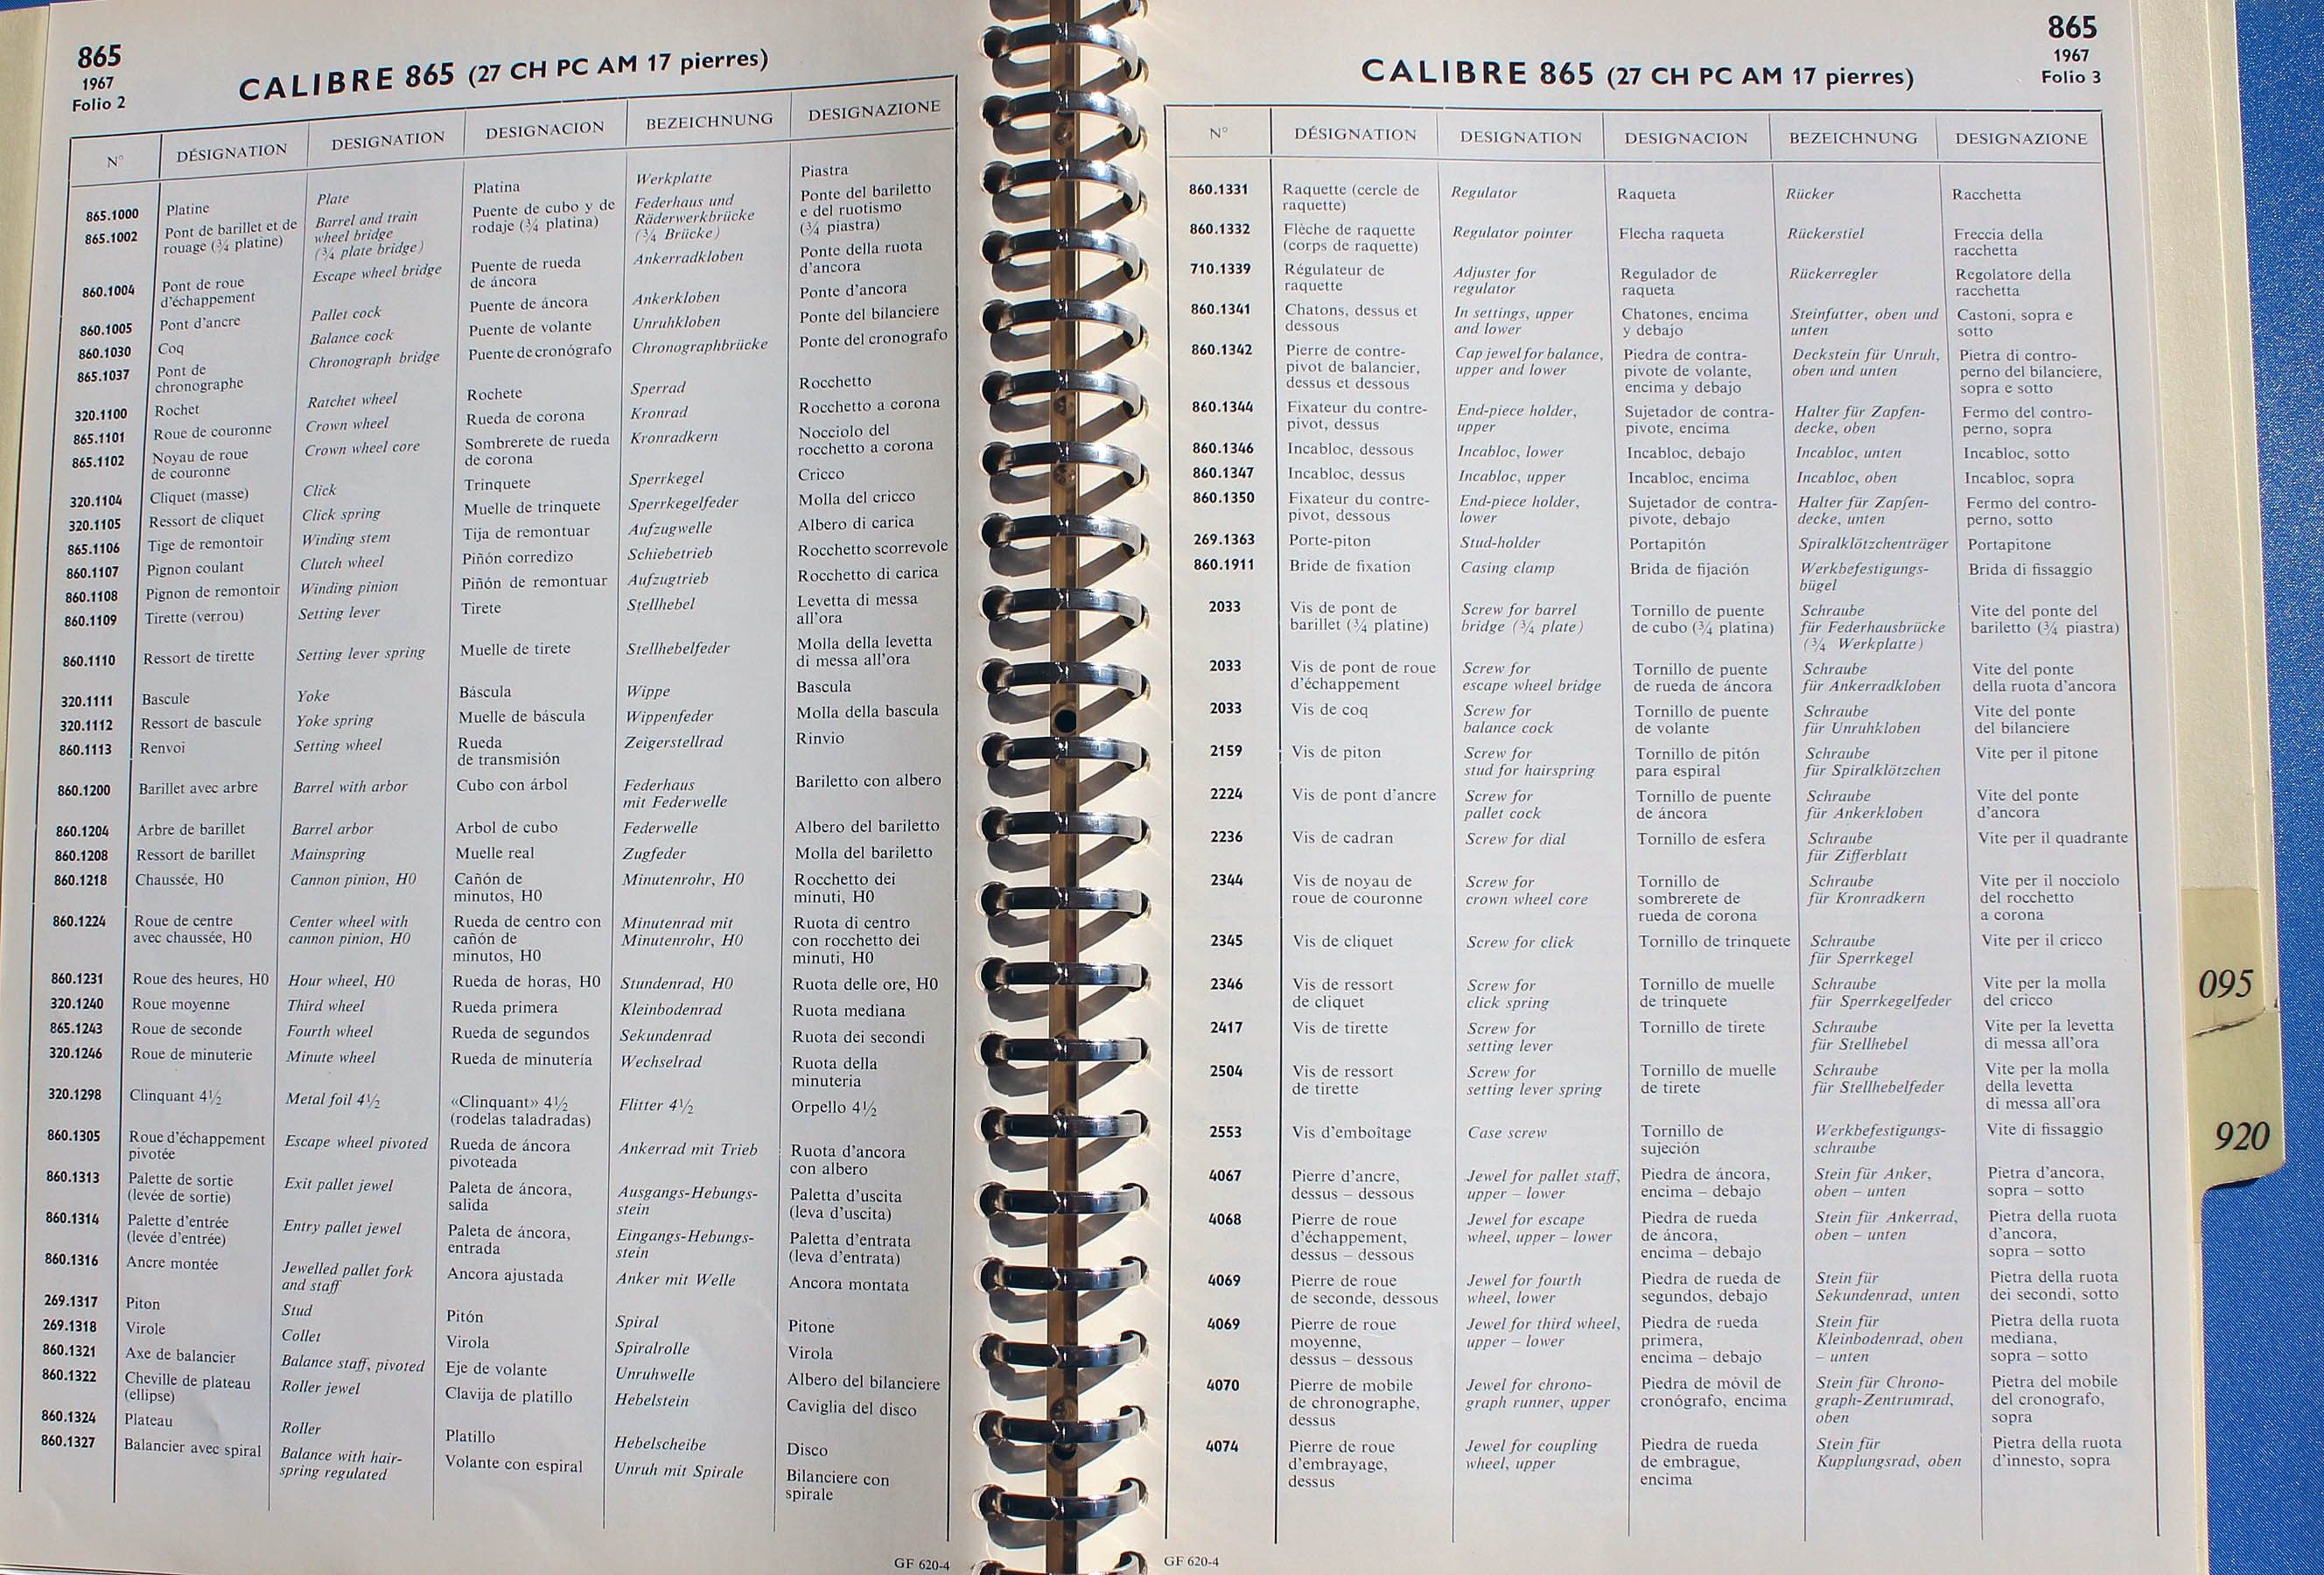 865
1967
Folio 2
CALIBRE 865 (27 CH PC AM 17 pierres)
N° DÉSIGNATION DESIGNATION DESIGNACION BEZEICHNUNG DESIGNAZIONE
865.1000 Platine Plate Platina Werkplatte Piastra
865.1002 Pont de barillet et de Barrel and train Puente de cubo y de Federhaus und Ponte del bariletto
rouage (¾ platine) wheel bridge rodaje (¾ platina) Räderwerkbrücke e del ruotismo
(¾ plate bridge) (¾ Brücke) (¾ piastra)
860.1004 Pont de roue Escape wheel bridge Puente de rueda Ankerradkloben Ponte della ruota
d'échappement de áncora d'ancora
860.1005 Pont d'ancre Pallet cock Puente de áncora Ankerkloben Ponte d'ancora
860.1030 Coq Balance cock Puente de volante Unruhkloben Ponte del bilanciere
865.1037 Pont de Chronograph bridge Puente de cronógrafo Chronographbrücke Ponte del cronografo
chronographe
320.1100 Rochet Ratchet wheel Rochete Sperrad Rocchetto
865.1101 Roue de couronne Crown wheel Rueda de corona Kronrad Rocchetto a corona
865.1102 Noyau de roue Crown wheel core Sombrerete de rueda Kronradkern Nocciolo del
de couronne de corona rocchetto a corona
320.1104 Cliquet (masse) Click Trinquete Sperrkegel Cricco
320.1105 Ressort de cliquet Click spring Muelle de trinquete Sperrkegelfeder Molla del cricco
865.1106 Tige de remontoir Winding stem Tija de remontuar Aufzugwelle Albero di carica
860.1107 Pignon coulant Clutch wheel Piñón corredizo Schiebetrieb Rocchetto scorrevole
860.1108 Pignon de remontoir Winding pinion Piñón de remontuar Aufzugtrieb Rocchetto di carica
860.1109 Tirette (verrou) Setting lever Tirete Stellhebel Levetta di messa
all'ora
860.1110 Ressort de tirette Setting lever spring Muelle de tirete Stellhebelfeder Molla della levetta
di messa all'ora
320.1111 Bascule Yoke Báscula Wippe Bascula
320.1112 Ressort de bascule Yoke spring Muelle de báscula Wippenfeder Molla della bascula
860.1113 Renvoi Setting wheel Rueda Zeigerstellrad Rinvio
de transmisión
860.1200 Barillet avec arbre Barrel with arbor Cubo con árbol Federhaus Bariletto con albero
mit Federwelle
860.1204 Arbre de barillet Barrel arbor Arbol de cubo Federwelle Albero del bariletto
860.1208 Ressort de barillet Mainspring Muelle real Zugfeder Molla del bariletto
860.1218 Chaussée, H0 Cannon pinion, H0 Cañón de Minutenrohr, H0 Rocchetto dei
minutos, H0 minuti, H0
860.1224 Roue de centre Center wheel with Rueda de centro con Minutenrad mit Ruota di centro
avec chaussée, H0 cannon pinion, H0 cañón de Minutenrohr, H0 con rocchetto dei
minutos, H0 minuti, H0
860.1231 Roue des heures, H0 Hour wheel, H0 Rueda de horas, H0 Stundenrad, H0 Ruota delle ore, H0
320.1240 Roue moyenne Third wheel Rueda primera Kleinbodenrad Ruota mediana
865.1243 Roue de seconde Fourth wheel Rueda de segundos Sekundenrad Ruota dei secondi
320.1246 Roue de minuterie Minute wheel Rueda de minutería Wechselrad Ruota della
minuteria
320.1298 Clinquant 4½ Metal foil 4½ «Clinquant» 4½ Flitter 4½ Orpello 4½
(rodelas taladradas)
860.1305 Roue d'échappement Escape wheel pivoted Rueda de áncora Ankerrad mit Trieb Ruota d'ancora
pivotée pivoteada con albero
860.1313 Palette de sortie Exit pallet jewel Paleta de áncora, Ausgangs-Hebungs- Paletta d'uscita
(levée de sortie) salida stein (leva d'uscita)
860.1314 Palette d'entrée Entry pallet jewel Paleta de áncora, Eingangs-Hebungs- Paletta d'entrata
(levée d'entrée) entrada stein (leva d'entrata)
860.1316 Ancre montée Jewelled pallet fork Ancora ajustada Anker mit Welle Ancora montata
and staff
269.1317 Piton Stud Pitón Spiral Pitone
269.1318 Virole Collet Virola Spiralrolle Virola
860.1321 Axe de balancier Balance staff, pivoted Eje de volante Unruhwelle Albero del bilanciere
860.1322 Cheville de plateau Roller jewel Clavija de platillo Hebelstein Caviglia del disco
(ellipse)
860.1324 Plateau Roller Platillo Hebelscheibe Disco
860.1327 Balancier avec spiral Balance with hair- Volante con espiral Unruh mit Spirale Bilanciere con
spring regulated spirale
GF 620-4
865
1967
Folio 3
CALIBRE 865 (27 CH PC AM 17 pierres)
N° DÉSIGNATION DESIGNATION DESIGNACION BEZEICHNUNG DESIGNAZIONE
860.1331 Raquette (cercle de Regulator Raqueta Rücker Racchetta
raquette)
860.1332 Flèche de raquette Regulator pointer Flecha raqueta Rückerstiel Freccia della
(corps de raquette) racchetta
710.1339 Régulateur de Adjuster for Regulador de Rückerregler Regolatore della
raquette regulator raqueta racchetta
860.1341 Chatons, dessus et In settings, upper Chatones, encima Steinfutter, oben und Castoni, sopra e
dessous and lower y debajo unten sotto
860.1342 Pierre de contre- Cap jewel for balance, Piedra de contra- Deckstein für Unruh, Pietra di contro-
pivot de balancier, upper and lower pivote de volante, oben und unten perno del bilanciere,
dessus et dessous encima y debajo sopra e sotto
860.1344 Fixateur du contre- End-piece holder, Sujetador de contra- Halter für Zapfen- Fermo del contro-
pivot, dessus upper pivote, encima decke, oben perno, sopra
860.1346 Incabloc, dessous Incabloc, lower Incabloc, debajo Incabloc, unten Incabloc, sotto
860.1347 Incabloc, dessus Incabloc, upper Incabloc, encima Incabloc, oben Incabloc, sopra
860.1350 Fixateur du contre- End-piece holder, Sujetador de contra- Halter für Zapfen- Fermo del contro-
pivot, dessous lower pivote, debajo decke, unten perno, sotto
269.1363 Porte-piton Stud-holder Portapitón Spiralklötzchenträger Portapitone
860.1911 Bride de fixation Casing clamp Brida de fijación Werkbefestigungs- Brida di fissaggio
bügel
2033 Vis de pont de Screw for barrel Tornillo de puente Schraube Vite del ponte del
barillet (¾ platine) bridge (¾ plate) de cubo (¾ platina) für Federhausbrücke bariletto (¾ piastra)
(¾ Werkplatte)
2033 Vis de pont de roue Screw for Tornillo de puente Schraube Vite del ponte
d'échappement escape wheel bridge de rueda de áncora für Ankerradkloben della ruota d'ancora
2033 Vis de coq Screw for Tornillo de puente Schraube Vite del ponte
balance cock de volante für Unruhkloben del bilanciere
2159 Vis de piton Screw for Tornillo de pitón Schraube Vite per il pitone
stud for hairspring para espiral für Spiralklötzchen
2224 Vis de pont d'ancre Screw for Tornillo de puente Schraube Vite del ponte
pallet cock de áncora für Ankerkloben d'ancora
2236 Vis de cadran Screw for dial Tornillo de esfera Schraube Vite per il quadrante
für Zifferblatt
2344 Vis de noyau de Screw for Tornillo de Schraube Vite per il nocciolo
roue de couronne crown wheel core sombrerete de für Kronradkern del rocchetto
rueda de corona a corona
2345 Vis de cliquet Screw for click Tornillo de trinquete Schraube Vite per il cricco
für Sperrkegel
2346 Vis de ressort Screw for Tornillo de muelle Schraube Vite per la molla
de cliquet click spring de trinquete für Sperrkegelfeder del cricco
2417 Vis de tirette Screw for Tornillo de tirete Schraube Vite per la levetta
setting lever für Stellhebel di messa all'ora
2504 Vis de ressort Screw for Tornillo de muelle Schraube Vite per la molla
de tirette setting lever spring de tirete für Stellhebelfeder della levetta
di messa all'ora
2553 Vis d'emboîtage Case screw Tornillo de Werkbefestigungs- Vite di fissaggio
sujeción schraube
4067 Pierre d'ancre, Jewel for pallet staff, Piedra de áncora, Stein für Anker, Pietra d'ancora,
dessus – dessous upper – lower encima – debajo oben – unten sopra – sotto
4068 Pierre de roue Jewel for escape Piedra de rueda Stein für Ankerrad, Pietra della ruota
d'échappement, wheel, upper – lower de áncora, oben – unten d'ancora,
dessus – dessous encima – debajo sopra – sotto
4069 Pierre de roue Jewel for fourth Piedra de rueda de Stein für Pietra della ruota
de seconde, dessous wheel, lower segundos, debajo Sekundenrad, unten dei secondi, sotto
4069 Pierre de roue Jewel for third wheel, Piedra de rueda Stein für Pietra della ruota
moyenne, upper – lower primera, Kleinbodenrad, oben mediana,
dessus – dessous encima – debajo – unten sopra – sotto
4070 Pierre de mobile Jewel for chrono- Piedra de móvil de Stein für Chrono- Pietra del mobile
de chronographe, graph runner, upper cronógrafo, encima graph-Zentrumrad, del cronografo,
dessus oben sopra
4074 Pierre de roue Jewel for coupling Piedra de rueda Stein für Pietra della ruota
d'embrayage, wheel, upper de embrague, Kupplungsrad, oben d'innesto, sopra
dessus encima
GF 620-4
095
920